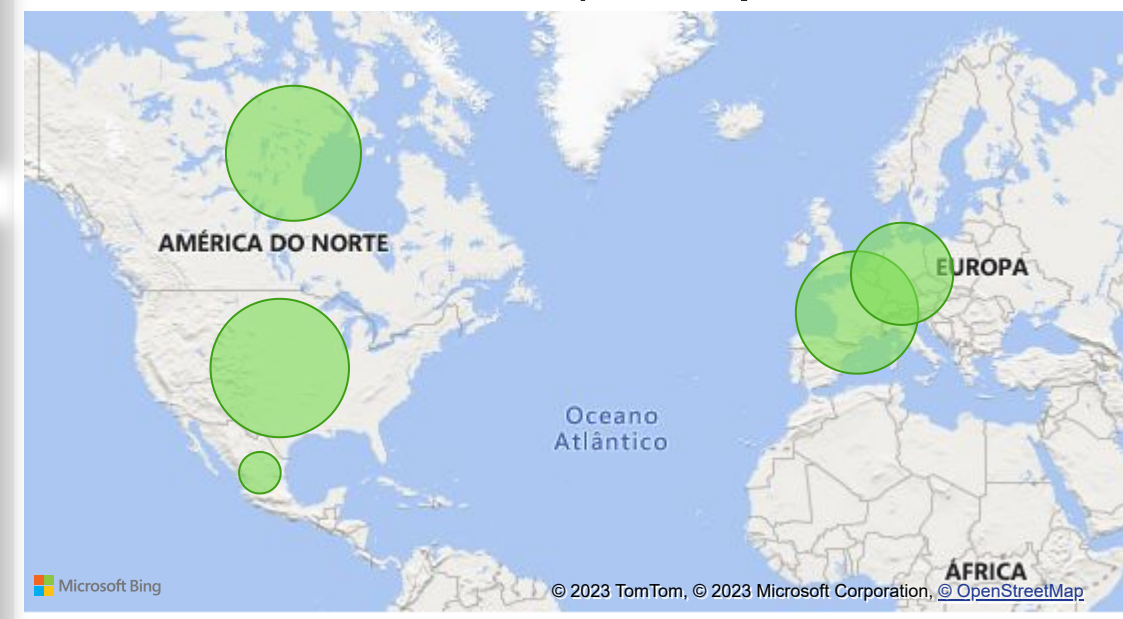 AMÉRICA DO NORTE
EUROPA
Oceano
Atlântico
ÁFRICA
Microsoft Bing
© 2023 TomTom, © 2023 Microsoft Corporation, © OpenStreetMap